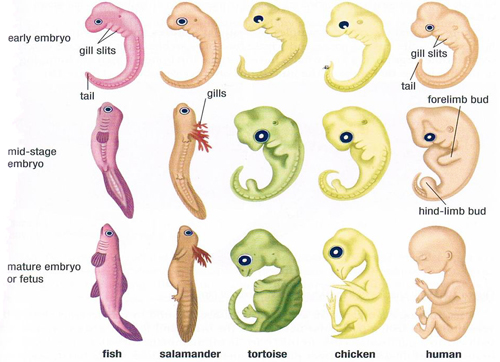 early embryo
gill slits
gill slits
tail
tail
gills
forelimb bud
mid-stage
embryo
hind-limb bud
mature embryo
or fetus
fish salamander tortoise chicken human